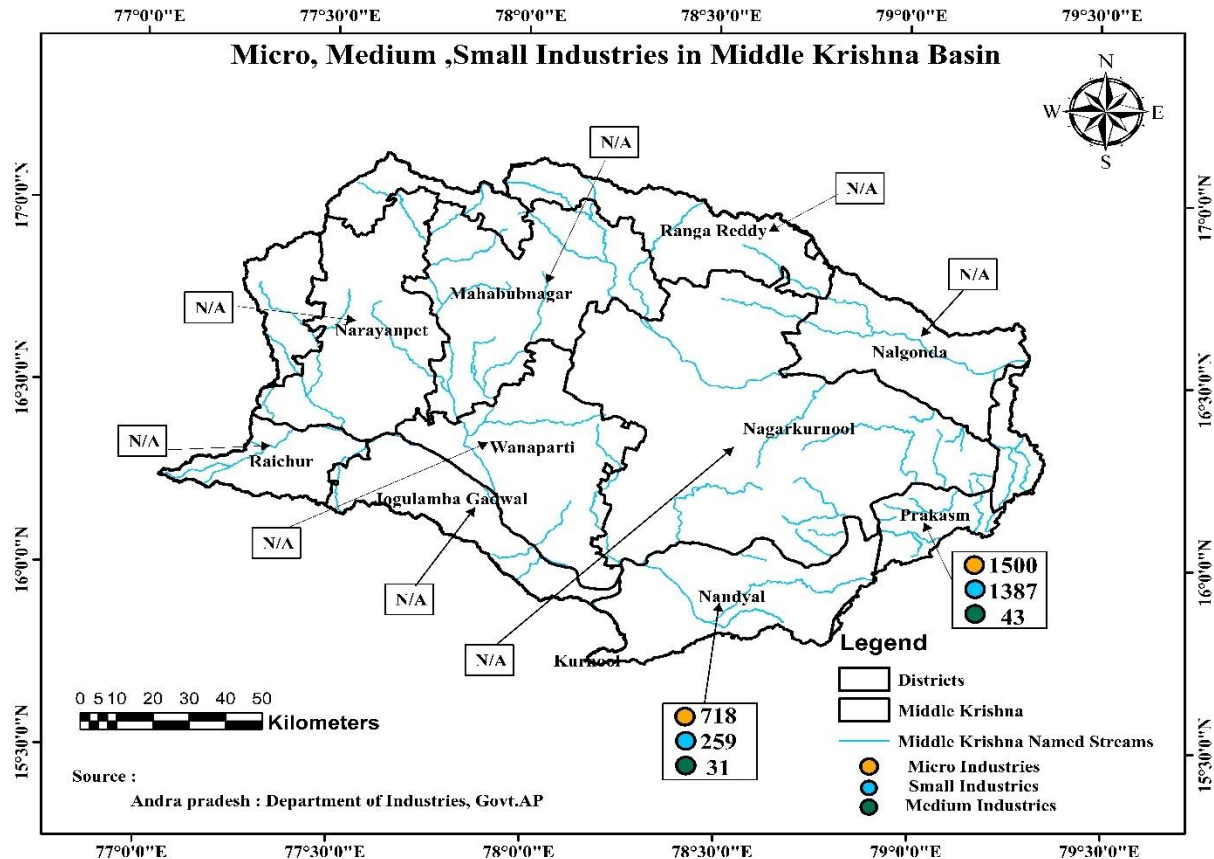 77°0'0"E 77°30'0"E 78°0'0"E 78°30'0"E 79°0'0"E 79°30'0"E
Micro, Medium ,Small Industries in Middle Krishna Basin
N
W E
S
17°0'0"N
17°0'0"N
16°30'0"N
16°30'0"N
16°0'0"N
16°0'0"N
15°30'0"N
15°30'0"N
N/A
N/A
Ranga Reddy
N/A
Mahabubnagar
N/A
Narayanpet
Nalgonda
N/A
Nagarkurnool
Wanaparti
Raichur
Jogulamba Gadwal
N/A
Prakasm
1500
1387
43
N/A
Nandyal
N/A
Kurnool
718
259
31
Legend
Districts
Middle Krishna
Middle Krishna Named Streams
Micro Industries
Small Industries
Medium Industries
0 5 10 20 30 40 50
Kilometers
Source :
Andra pradesh : Department of Industries, Govt.AP
77°0'0"E 77°30'0"E 78°0'0"E 78°30'0"E 79°0'0"E 79°30'0"E